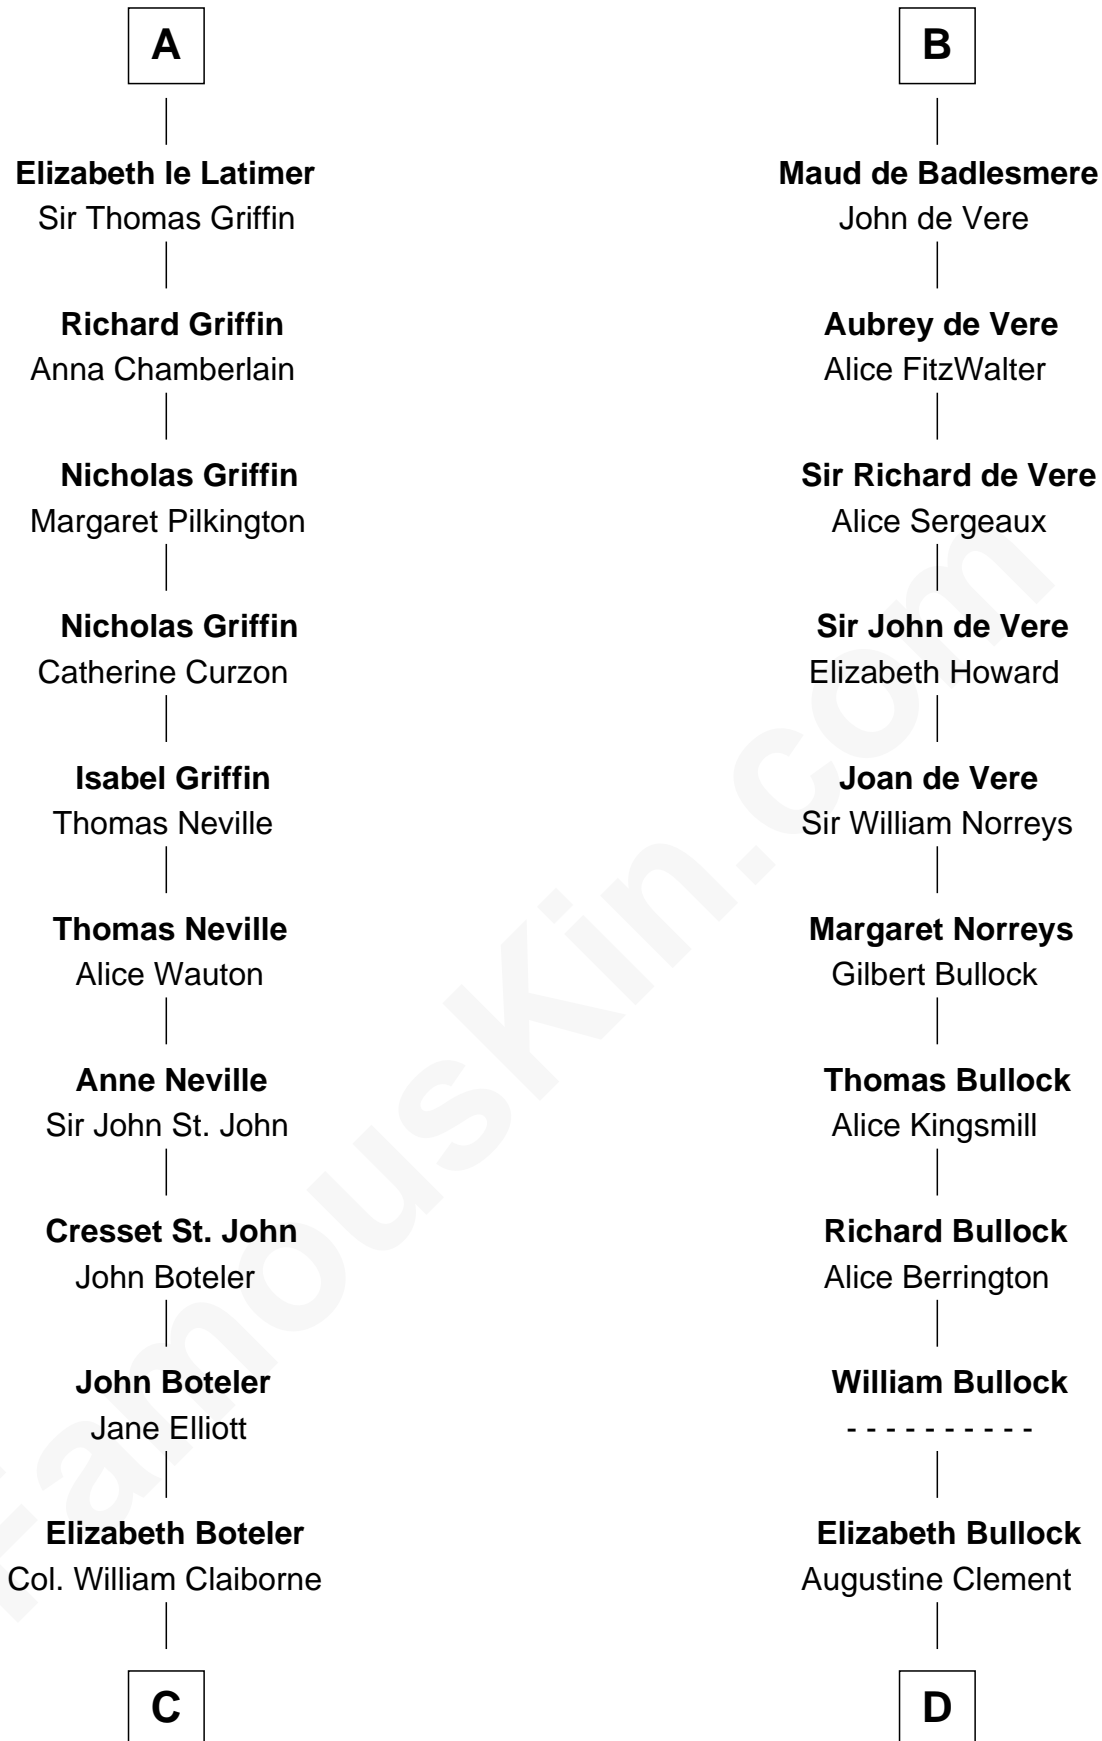 A
Elizabeth le Latimer
Sir Thomas Griffin
Richard Griffin
Anna Chamberlain
Nicholas Griffin
Margaret Pilkington
Nicholas Griffin
Catherine Curzon
Isabel Griffin
Thomas Neville
Thomas Neville
Alice Wauton
Anne Neville
Sir John St. John
Cresset St. John
John Boteler
John Boteler
Jane Elliott
Elizabeth Boteler
Col. William Claiborne
C
B
Maud de Badlesmere
John de Vere
Aubrey de Vere
Alice FitzWalter
Sir Richard de Vere
Alice Sergeaux
Sir John de Vere
Elizabeth Howard
Joan de Vere
Sir William Norreys
Margaret Norreys
Gilbert Bullock
Thomas Bullock
Alice Kingsmill
Richard Bullock
Alice Berrington
William Bullock
- - - - - - - - - -
Elizabeth Bullock
Augustine Clement
D
FamousKin.com